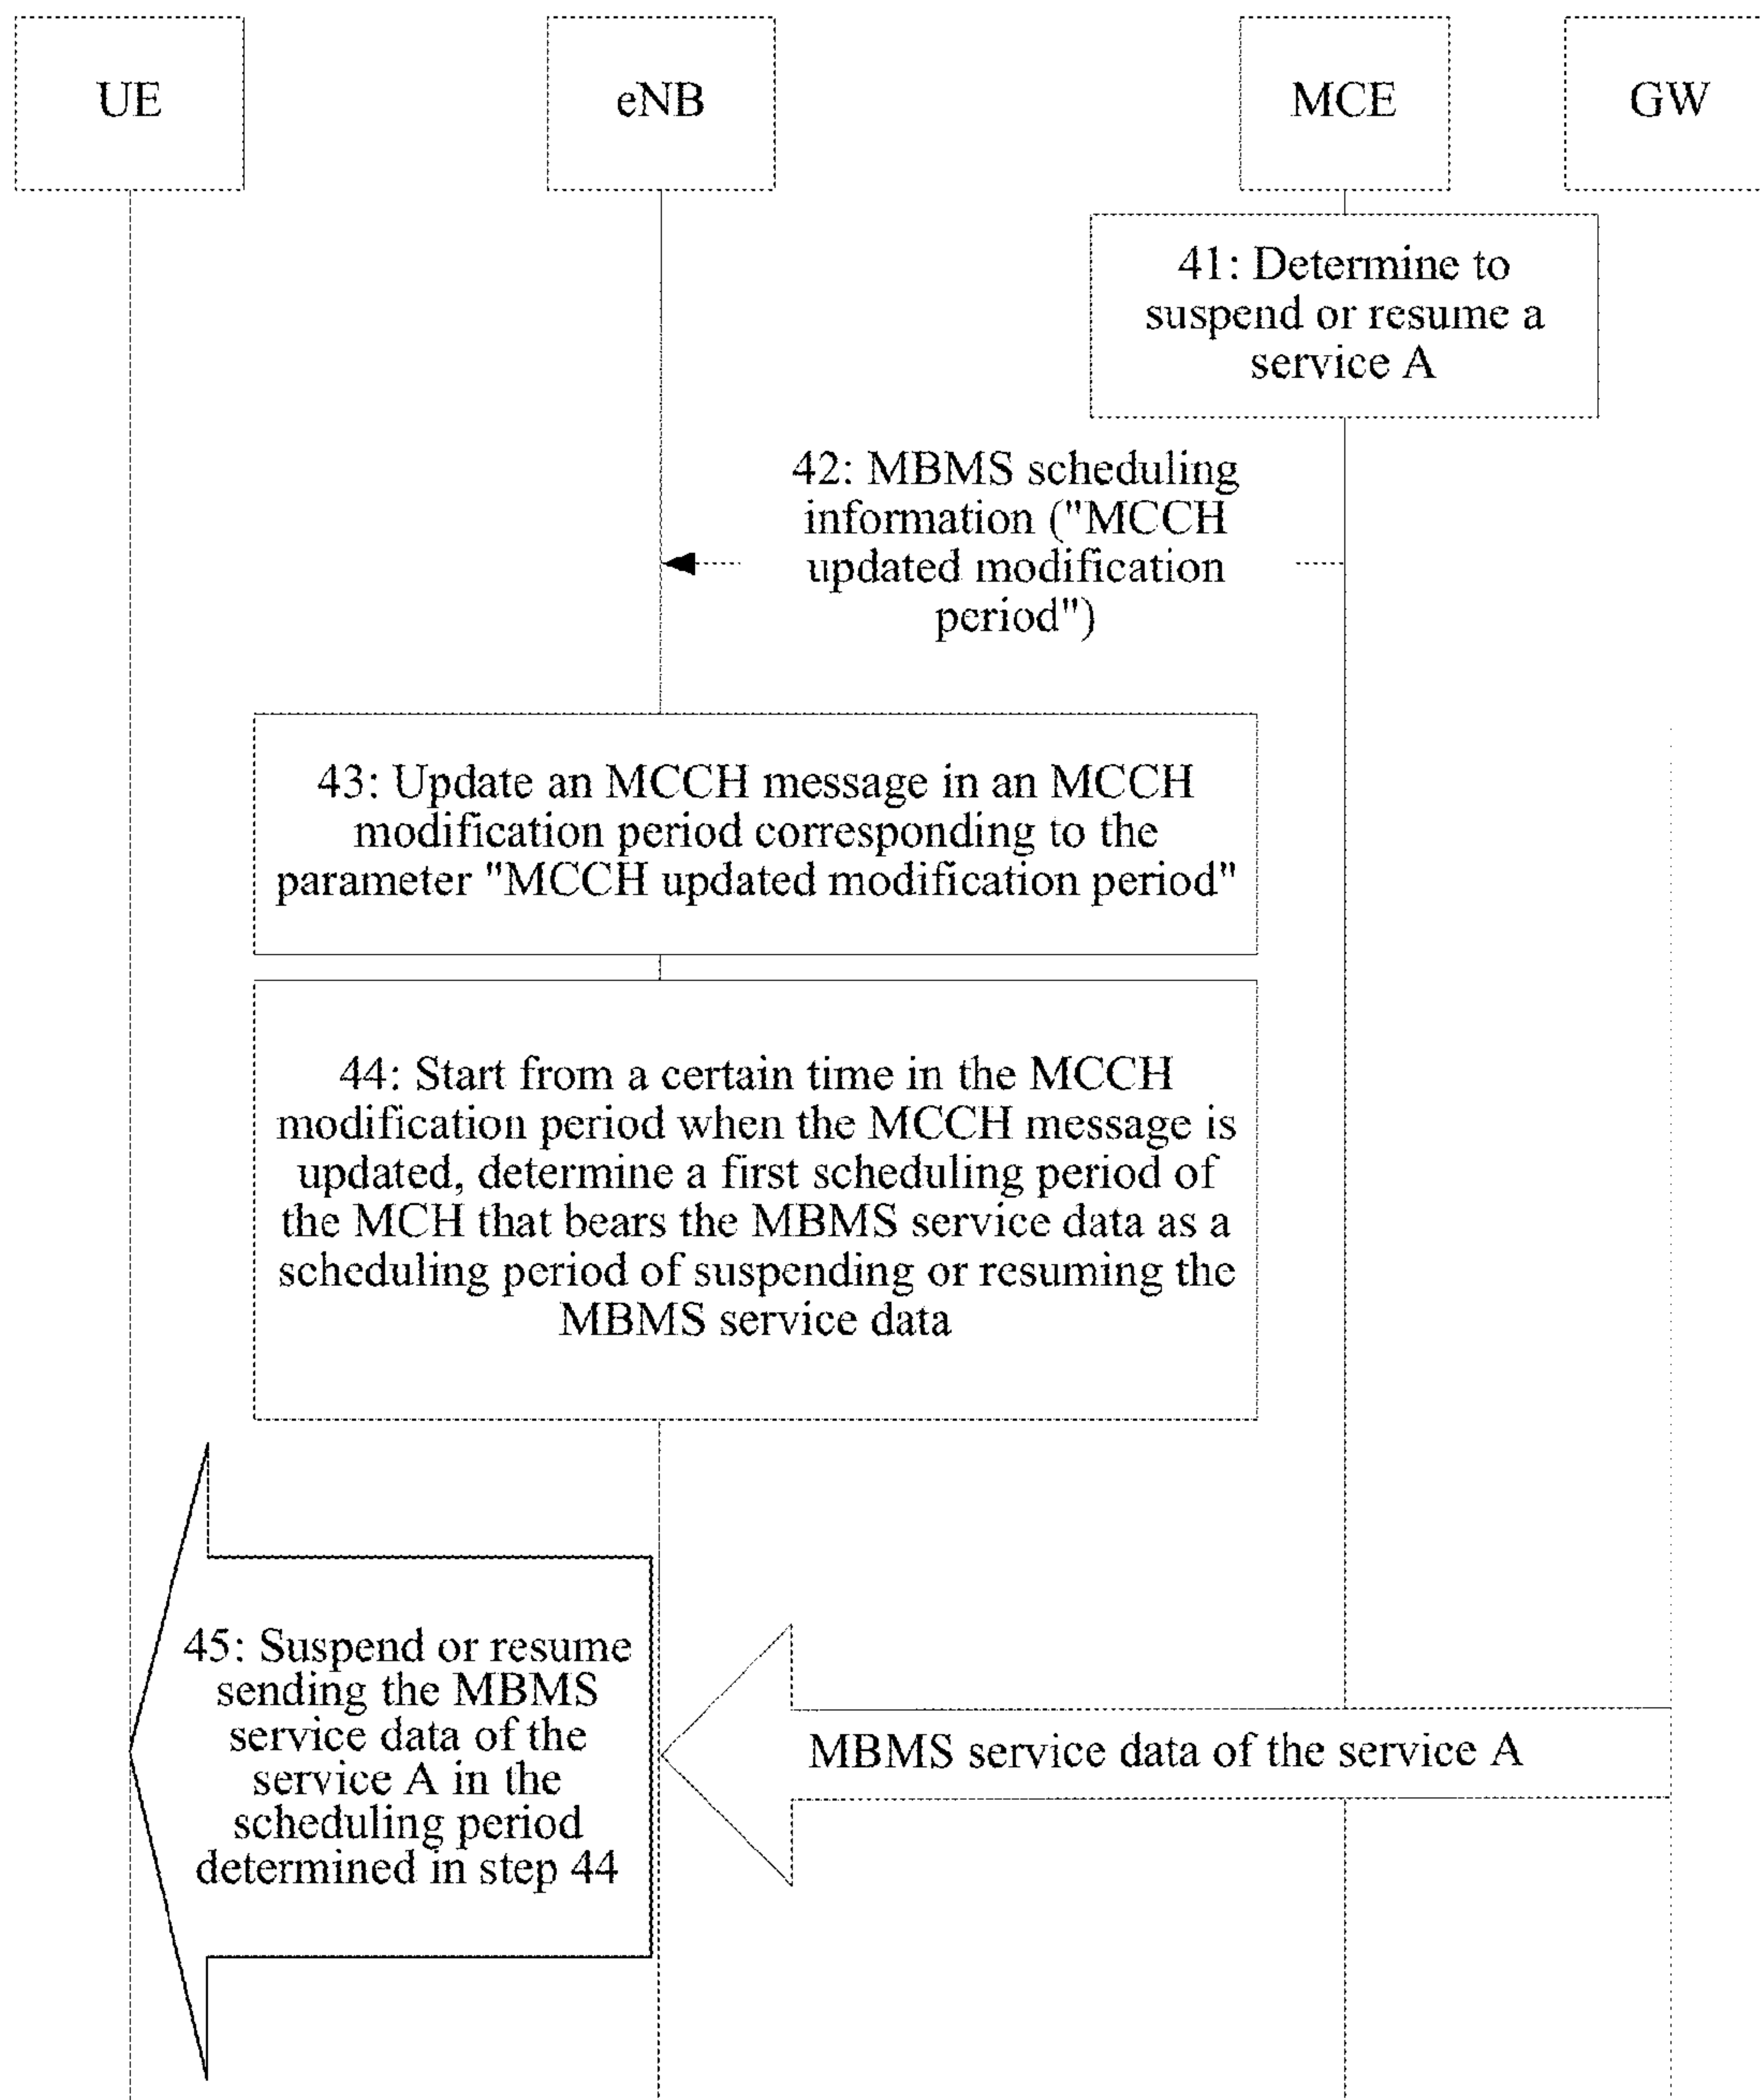 UE
eNB
MCE
GW
41: Determine to
suspend or resume a
service A
42: MBMS scheduling
information ("MCCH
updated modification
period")
43: Update an MCCH message in an MCCH
modification period corresponding to the
parameter "MCCH updated modification period"
44: Start from a certain time in the MCCH
modification period when the MCCH message is
updated, determine a first scheduling period of
the MCH that bears the MBMS service data as a
scheduling period of suspending or resuming the
MBMS service data
45: Suspend or resume
sending the MBMS
service data of the
service A in the
scheduling period
determined in step 44
MBMS service data of the service A